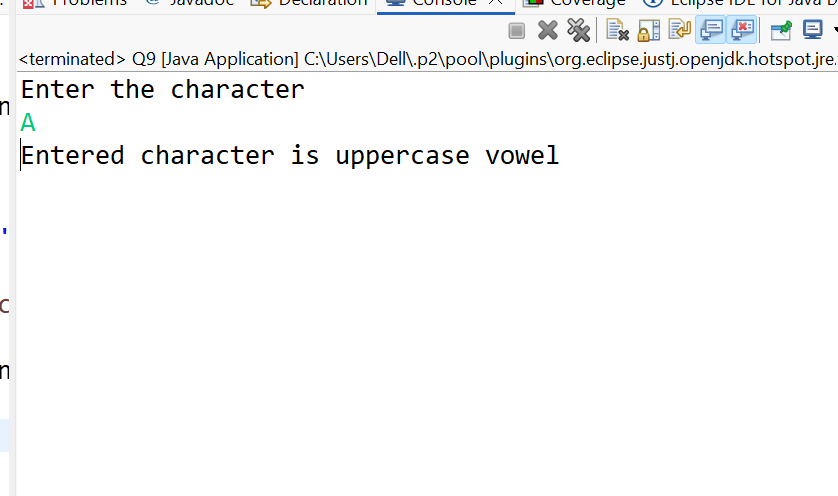 Problems Javadoc Declaration Console Coverage Eclipse IDE for Java D
<terminated> Q9 [Java Application] C:\Users\Dell\.p2\pool\plugins\org.eclipse.justj.openjdk.hotspot.jre.
Enter the character
A
Entered character is uppercase vowel